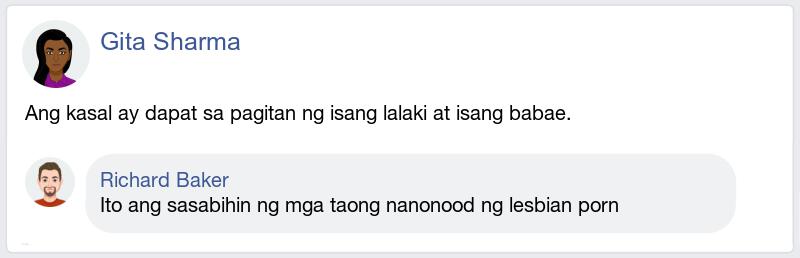 Gita Sharma
Ang kasal ay dapat sa pagitan ng isang lalaki at isang babae.
Richard Baker
Ito ang sasabihin ng mga taong nanonood ng lesbian porn